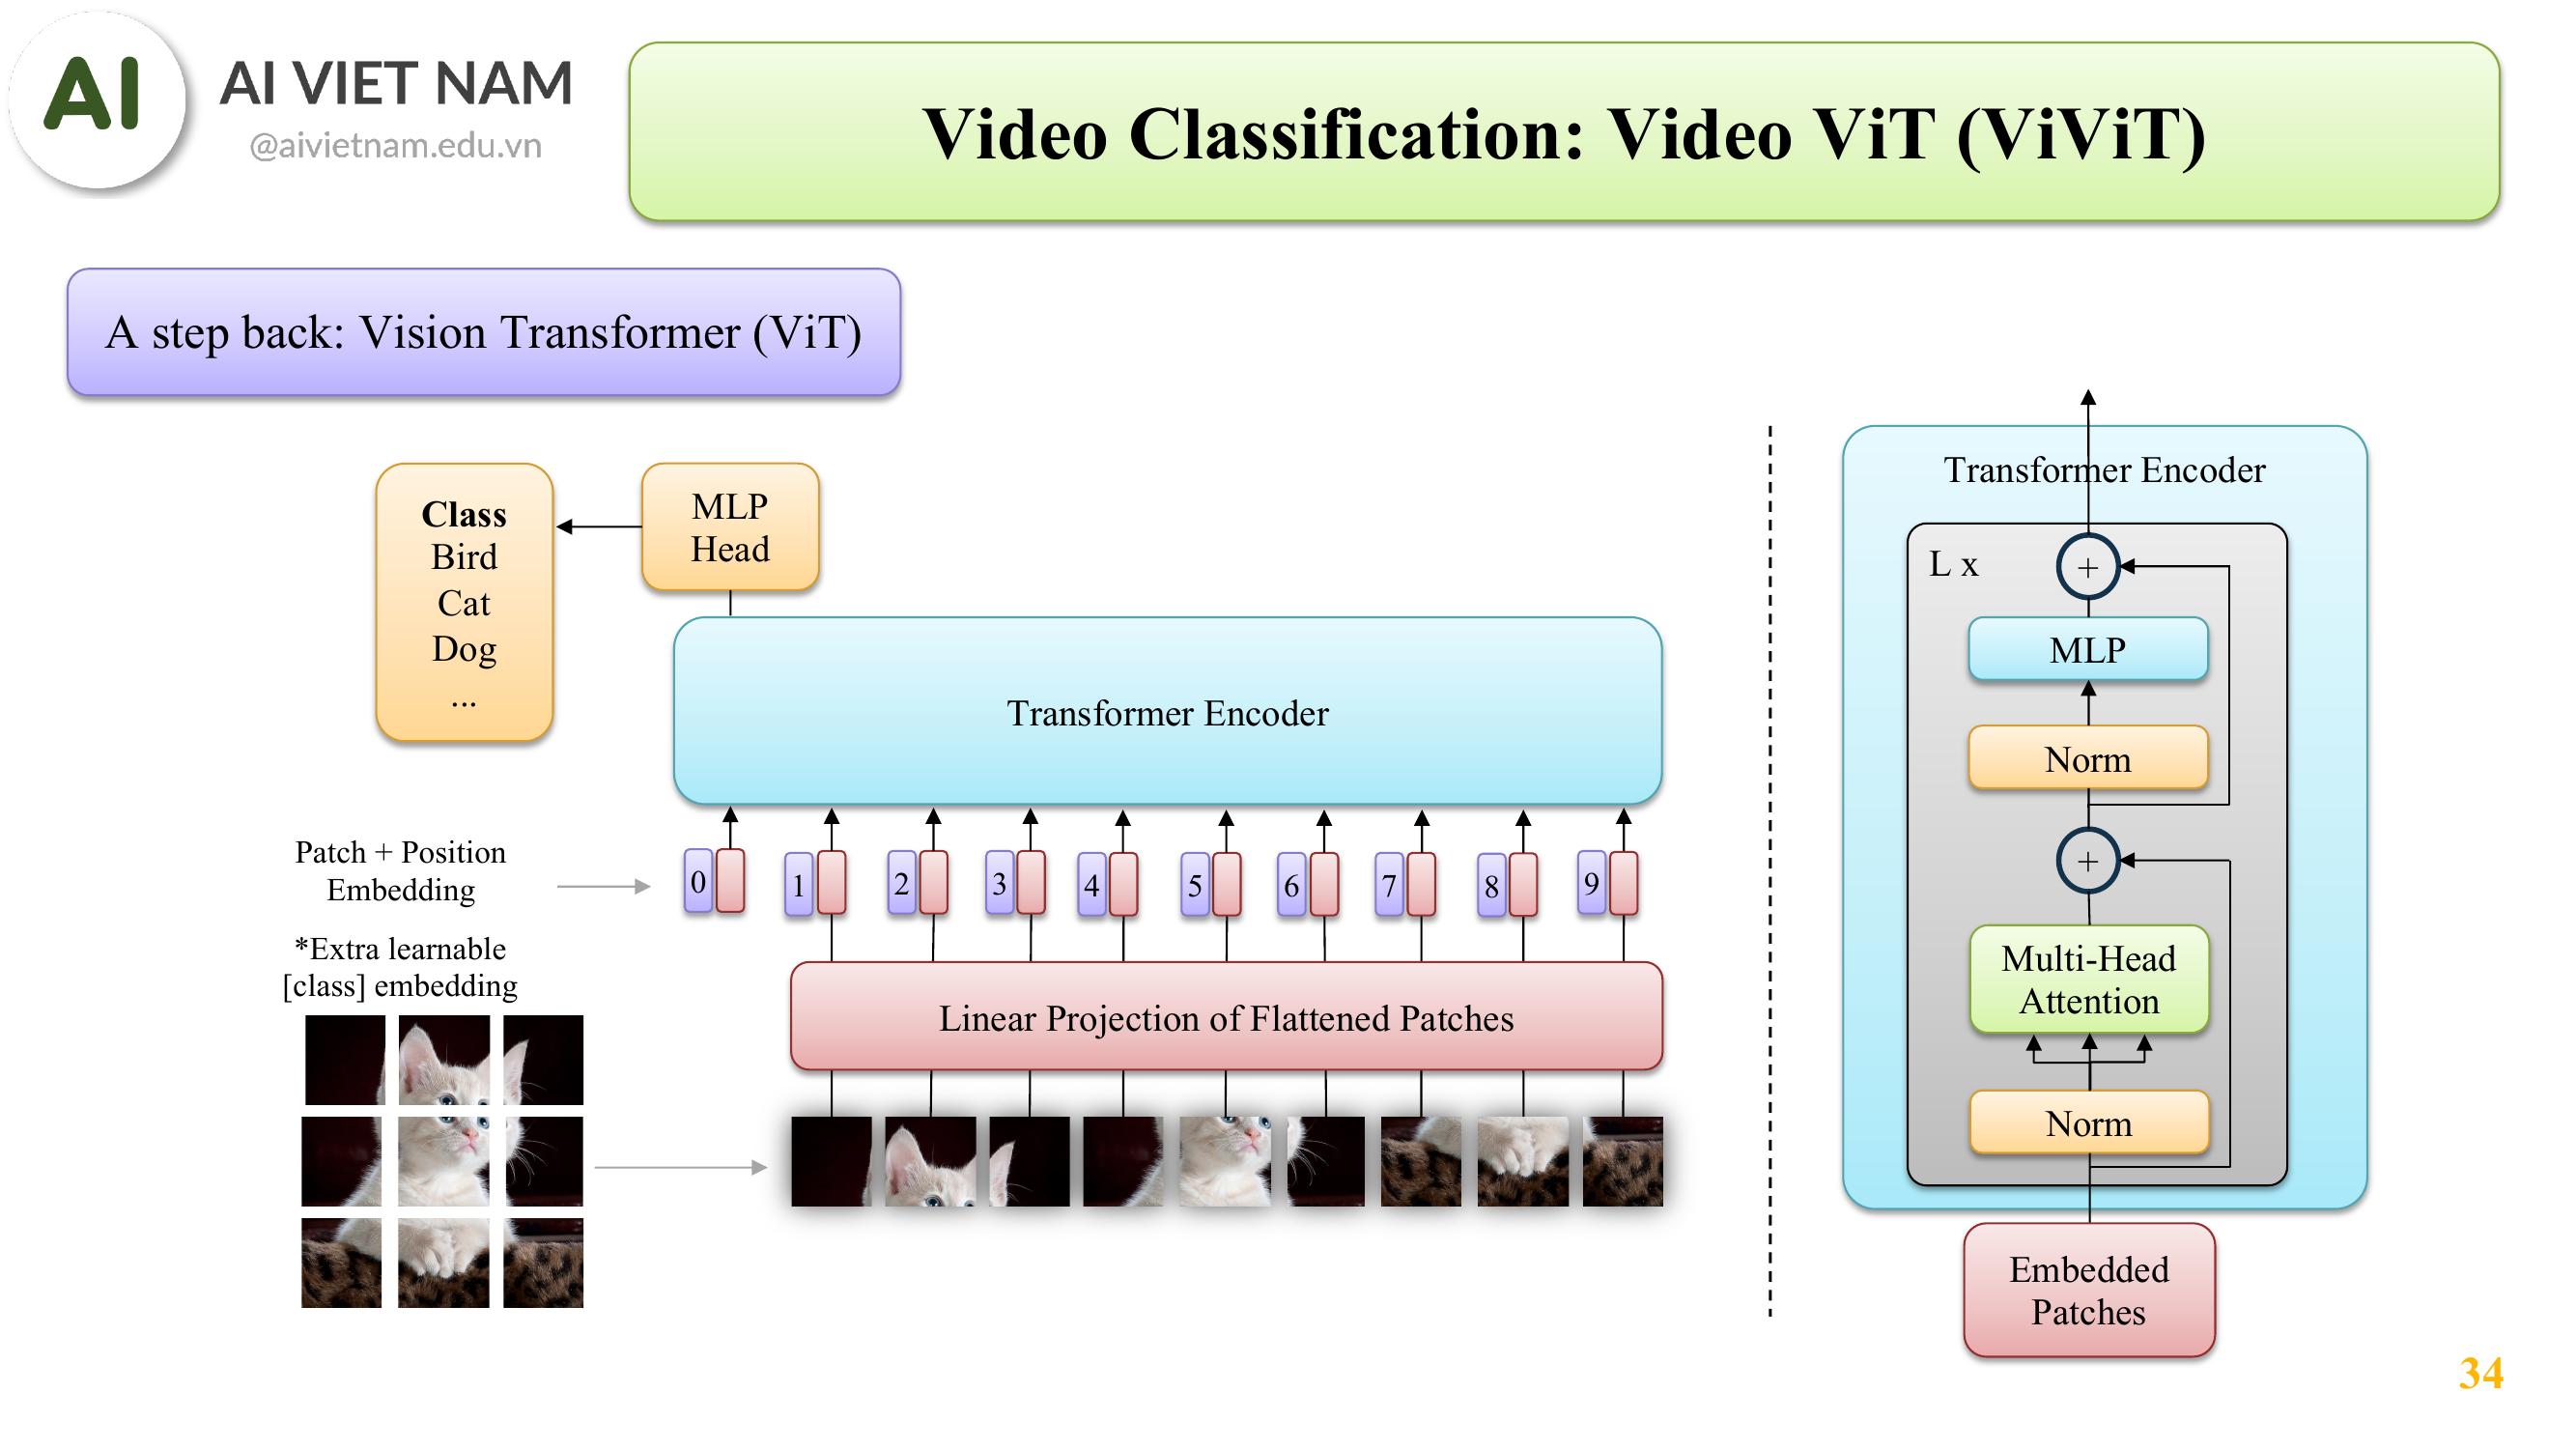 AI
AI VIET NAM
@aivietnam.edu.vn
Video Classification: Video ViT (ViViT)
A step back: Vision Transformer (ViT)
Class
Bird
Cat
Dog
...
MLP
Head
Transformer Encoder
Patch + Position
Embedding
0 1 2 3 4 5 6 7 8 9
*Extra learnable
[class] embedding
Linear Projection of Flattened Patches
Transformer Encoder
L x
+
MLP
Norm
+
Multi-Head
Attention
Norm
Embedded
Patches
34